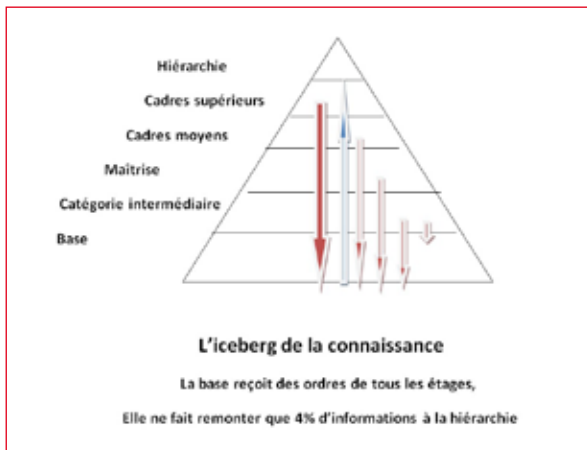 Hiérarchie
Cadres supérieurs
Cadres moyens
Maîtrise
Catégorie intermédiaire
Base
L'iceberg de la connaissance
La base reçoit des ordres de tous les étages,
Elle ne fait remonter que 4% d'informations à la hiérarchie